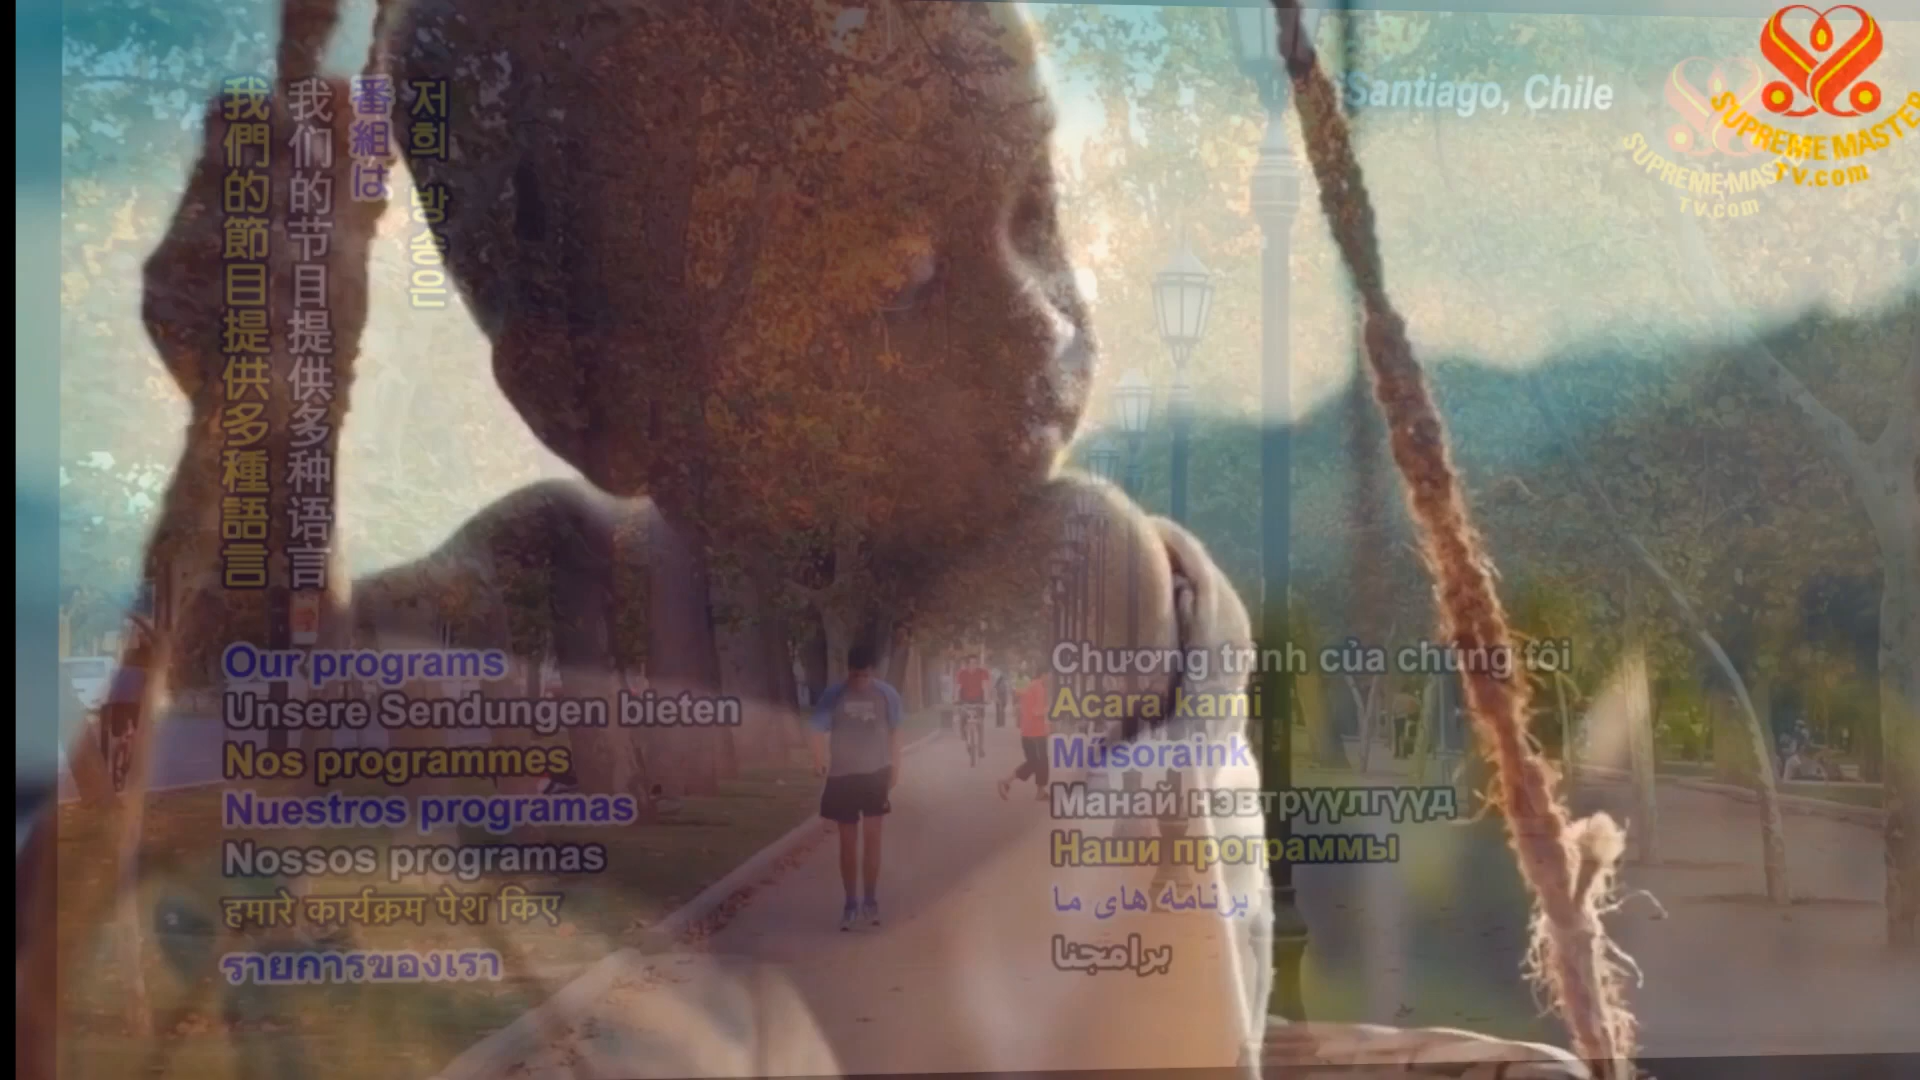 我們的節目提供多種語言
我们的节目提供多种语言
番組は
저희 방송은
Santiago, Chile
SUPREME MASTER
TV.com
SUPREME MASTER
TV.com
Our programs
Unsere Sendungen bieten
Nos programmes
Nuestros programas
Nossos programas
हमारे कार्यक्रम पेश किए
รายการของเรา
Chương trình của chúng tôi
Acara kami
Műsoraink
Манай нэвтрүүлгүүд
Наши программы
برنامه های ما
برامجنا